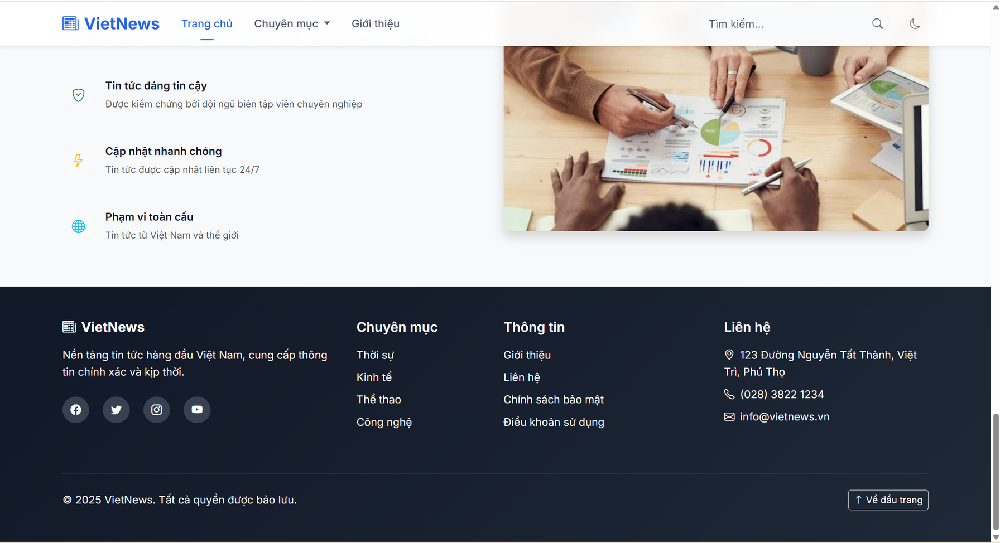 VietNews
Trang chủ
Chuyên mục
Giới thiệu
Tìm kiếm...
Tin tức đáng tin cậy
Được kiểm chứng bởi đội ngũ biên tập viên chuyên nghiệp
Cập nhật nhanh chóng
Tin tức được cập nhật liên tục 24/7
Phạm vi toàn cầu
Tin tức từ Việt Nam và thế giới
50%
VietNews
Nền tảng tin tức hàng đầu Việt Nam, cung cấp thông
tin chính xác và kịp thời.
Chuyên mục
Thời sự
Kinh tế
Thể thao
Công nghệ
Thông tin
Giới thiệu
Liên hệ
Chính sách bảo mật
Điều khoản sử dụng
Liên hệ
123 Đường Nguyễn Tất Thành, Việt
Trì, Phú Thọ
(028) 3822 1234
info@vietnews.vn
© 2025 VietNews. Tất cả quyền được bảo lưu.
Về đầu trang